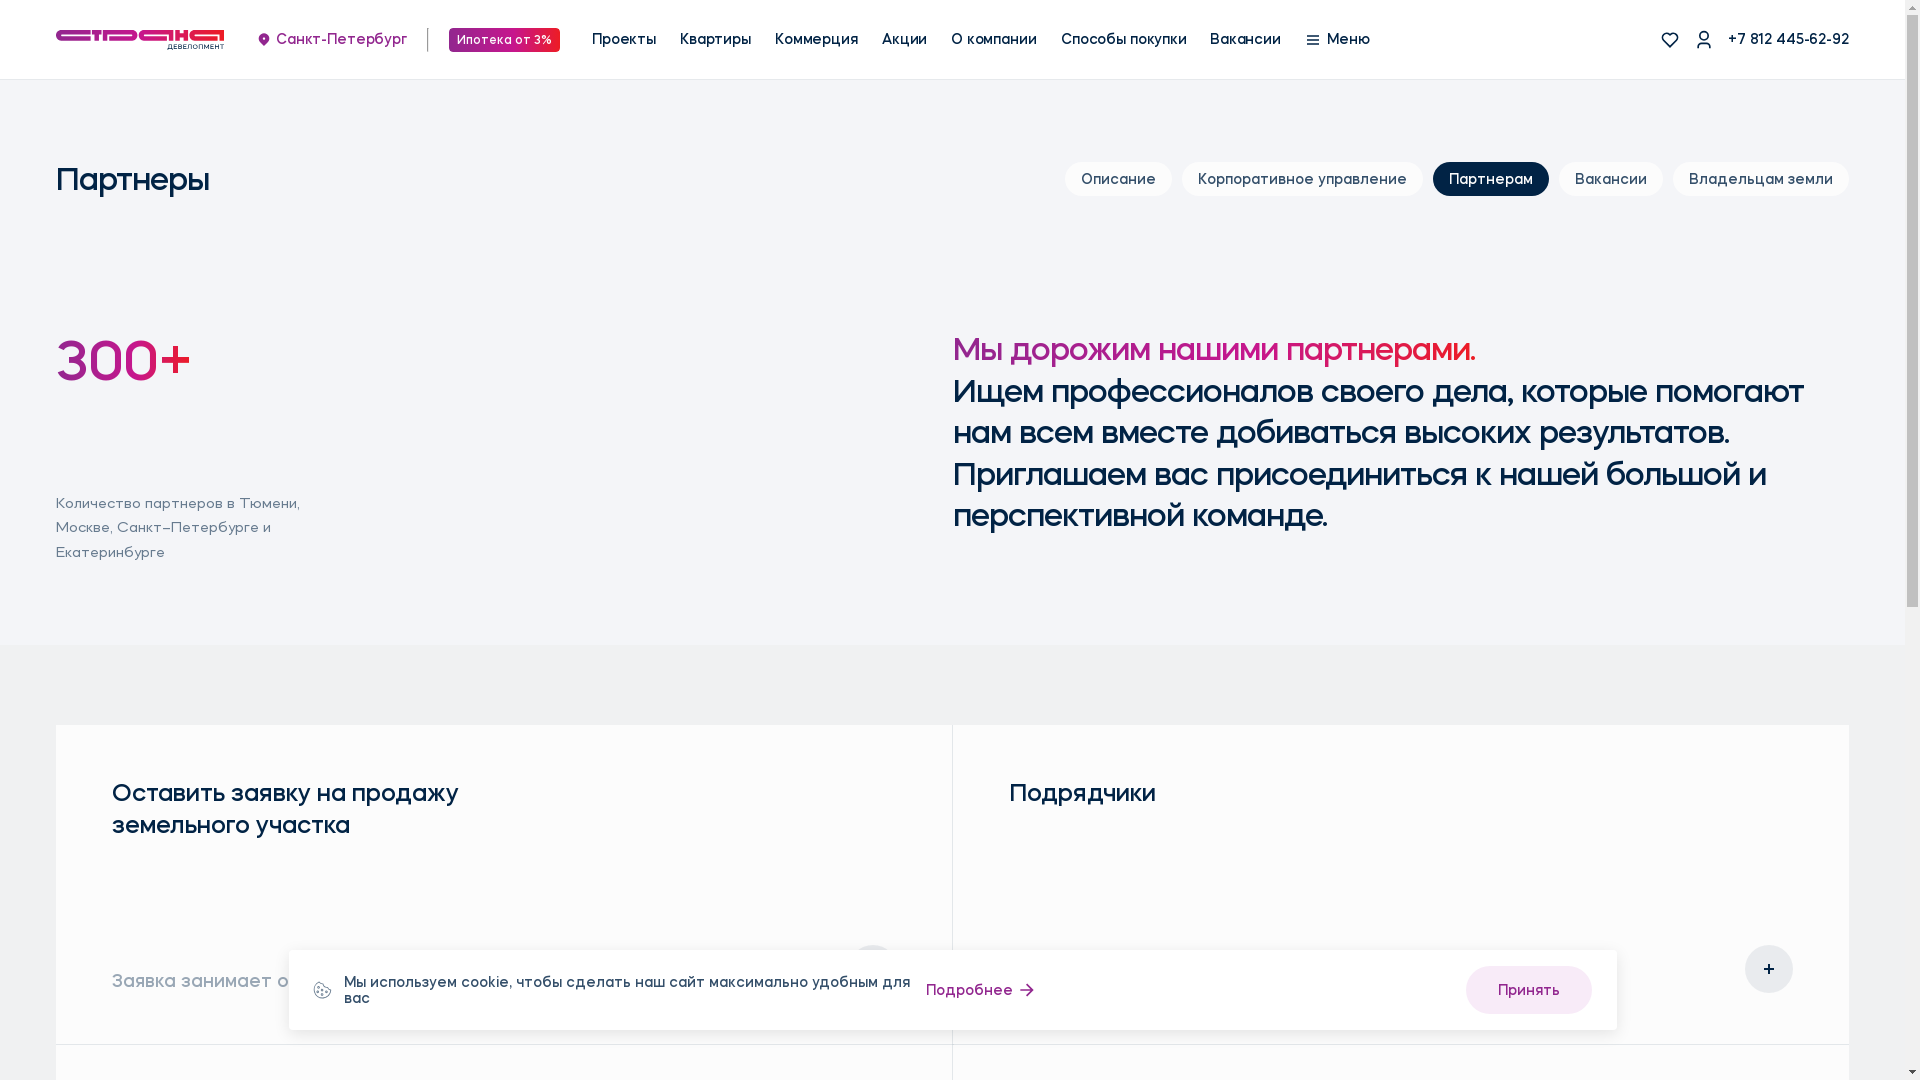 страна
ДЕВЕЛОПМЕНТ
Санкт-Петербург
Ипотека от 3%
Проекты
Квартиры
Коммерция
Акции
О компании
Способы покупки
Вакансии
Меню
+7 812 445-62-92
Партнеры
Описание
Корпоративное управление
Партнерам
Вакансии
Владельцам земли
300+
Количество партнеров в Тюмени,
Москве, Санкт-Петербурге и
Екатеринбурге
Мы дорожим нашими партнерами.
Ищем профессионалов своего дела, которые помогают
нам всем вместе добиваться высоких результатов.
Приглашаем вас присоединиться к нашей большой и
перспективной команде.
Оставить заявку на продажу
земельного участка
Подрядчики
Заявка занимает о
+
Мы используем cookie, чтобы сделать наш сайт максимально удобным для
вас
Подробнее
Принять